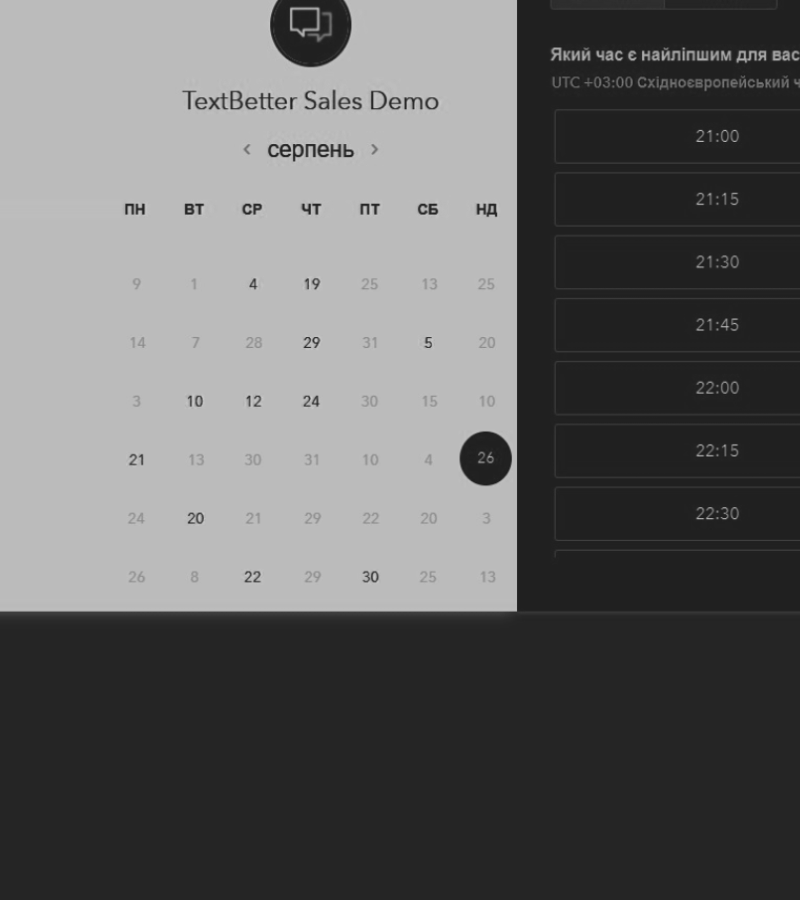 TextBetter Sales Demo
‹ серпень ›
ПН ВТ СР ЧТ ПТ СБ НД
9 1 4 19 25 13 25
14 7 28 29 31 5 20
3 10 12 24 30 15 10
21 13 30 31 10 4 26
24 20 21 29 22 20 3
26 8 22 29 30 25 13
Який час є найліпшим для вас
UTC +03:00 Східноєвропейський ч
21:00
21:15
21:30
21:45
22:00
22:15
22:30